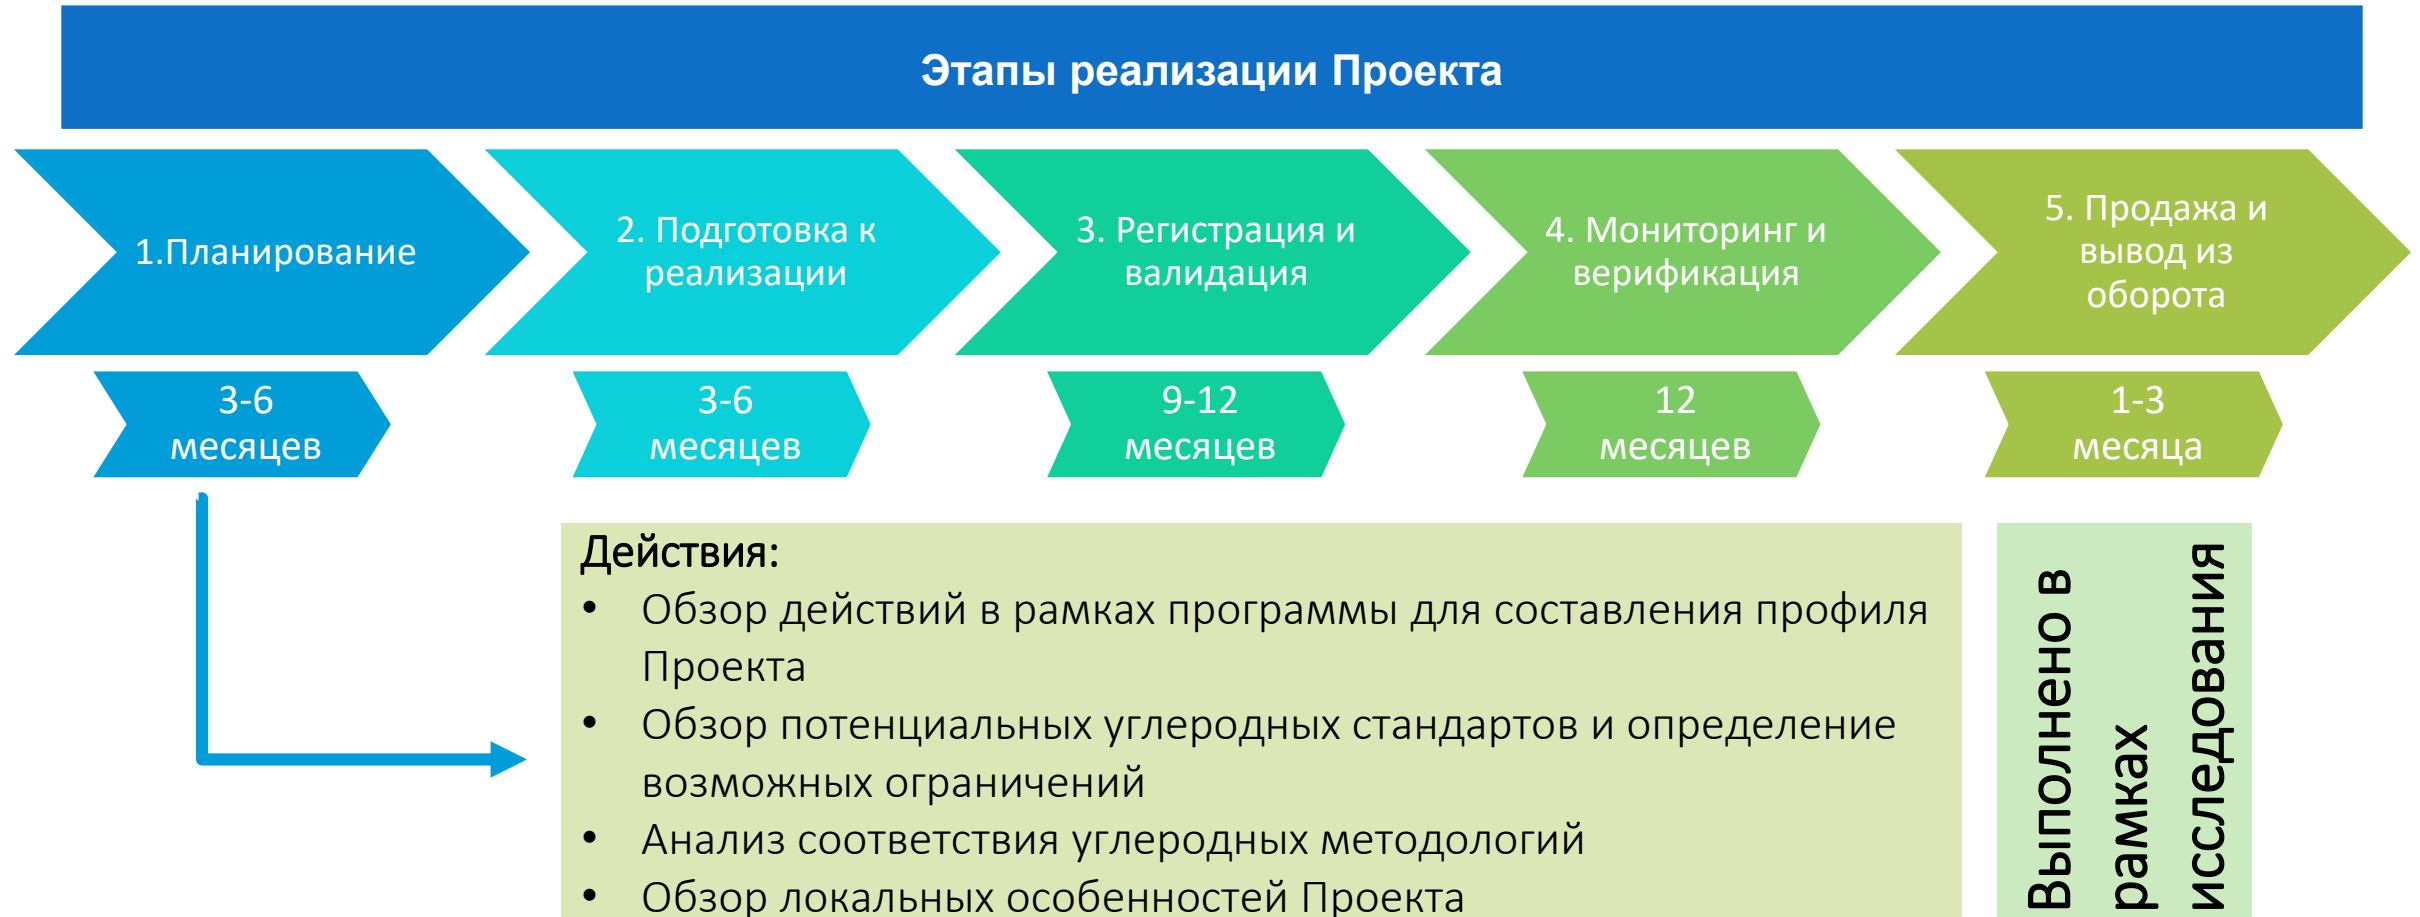 Этапы реализации Проекта
1.Планирование
2. Подготовка к
реализации
3. Регистрация и
валидация
4. Мониторинг и
верификация
5. Продажа и
вывод из
оборота
3-6
месяцев
3-6
месяцев
9-12
месяцев
12
месяцев
1-3
месяца
Действия:
• Обзор действий в рамках программы для составления профиля
Проекта
• Обзор потенциальных углеродных стандартов и определение
возможных ограничений
• Анализ соответствия углеродных методологий
• Обзор локальных особенностей Проекта
Выполнено в
рамках
исследования